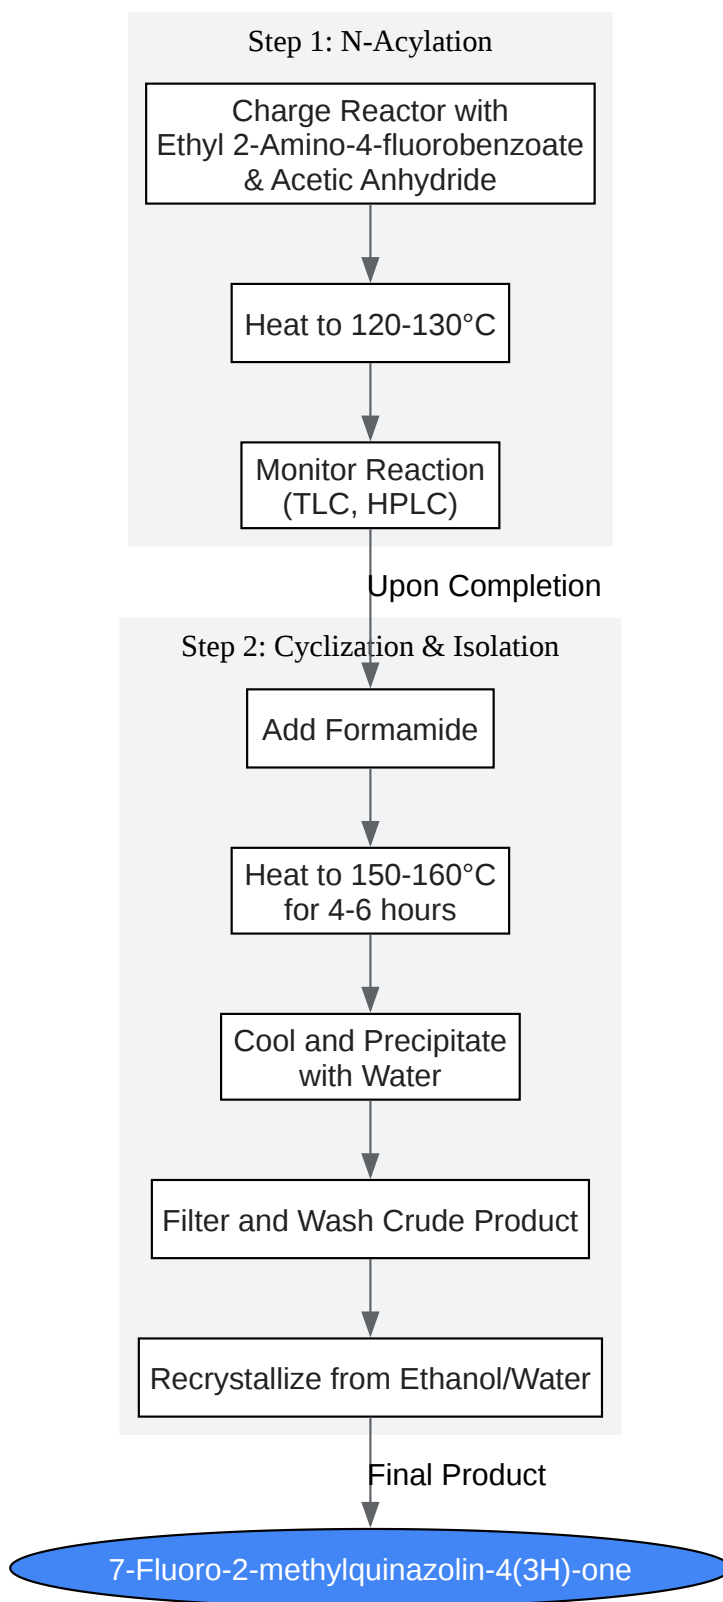 Step 1: N-Acylation
Charge Reactor with
Ethyl 2-Amino-4-fluorobenzoate
& Acetic Anhydride
Heat to 120-130°C
Monitor Reaction
(TLC, HPLC)
Upon Completion
Step 2: Cyclization & Isolation
Add Formamide
Heat to 150-160°C
for 4-6 hours
Cool and Precipitate
with Water
Filter and Wash Crude Product
Recrystallize from Ethanol/Water
Final Product
7-Fluoro-2-methylquinazolin-4(3H)-one